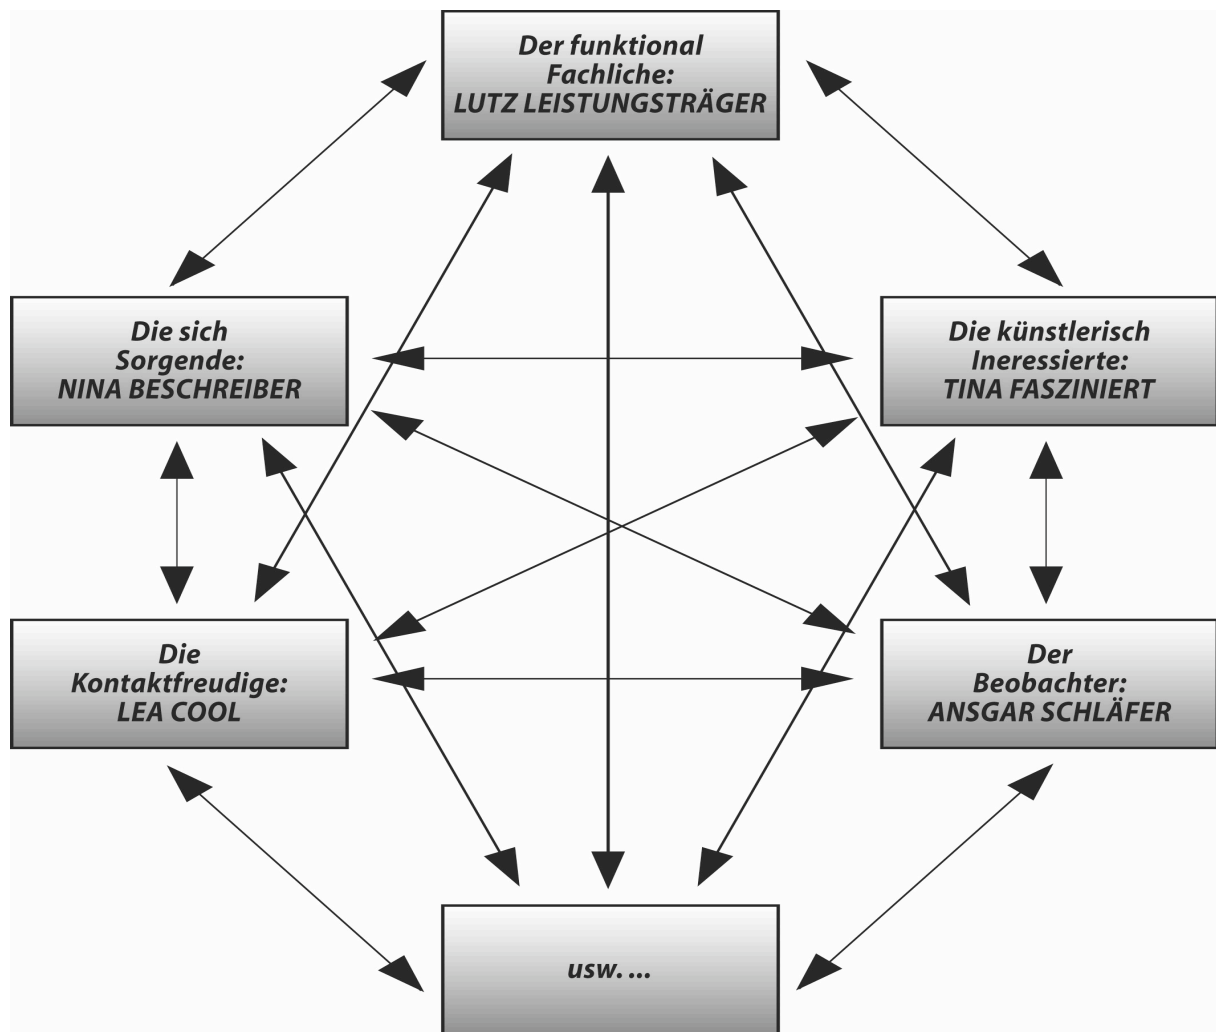 Der funktional
Fachliche:
LUTZ LEISTUNGSTRÄGER
Die sich
Sorgende:
NINA BESCHREIBER
Die künstlerisch
Ineressierte:
TINA FASZINIERT
Die
Kontaktfreudige:
LEA COOL
Der
Beobachter:
ANSGAR SCHLÄFER
usw. ...